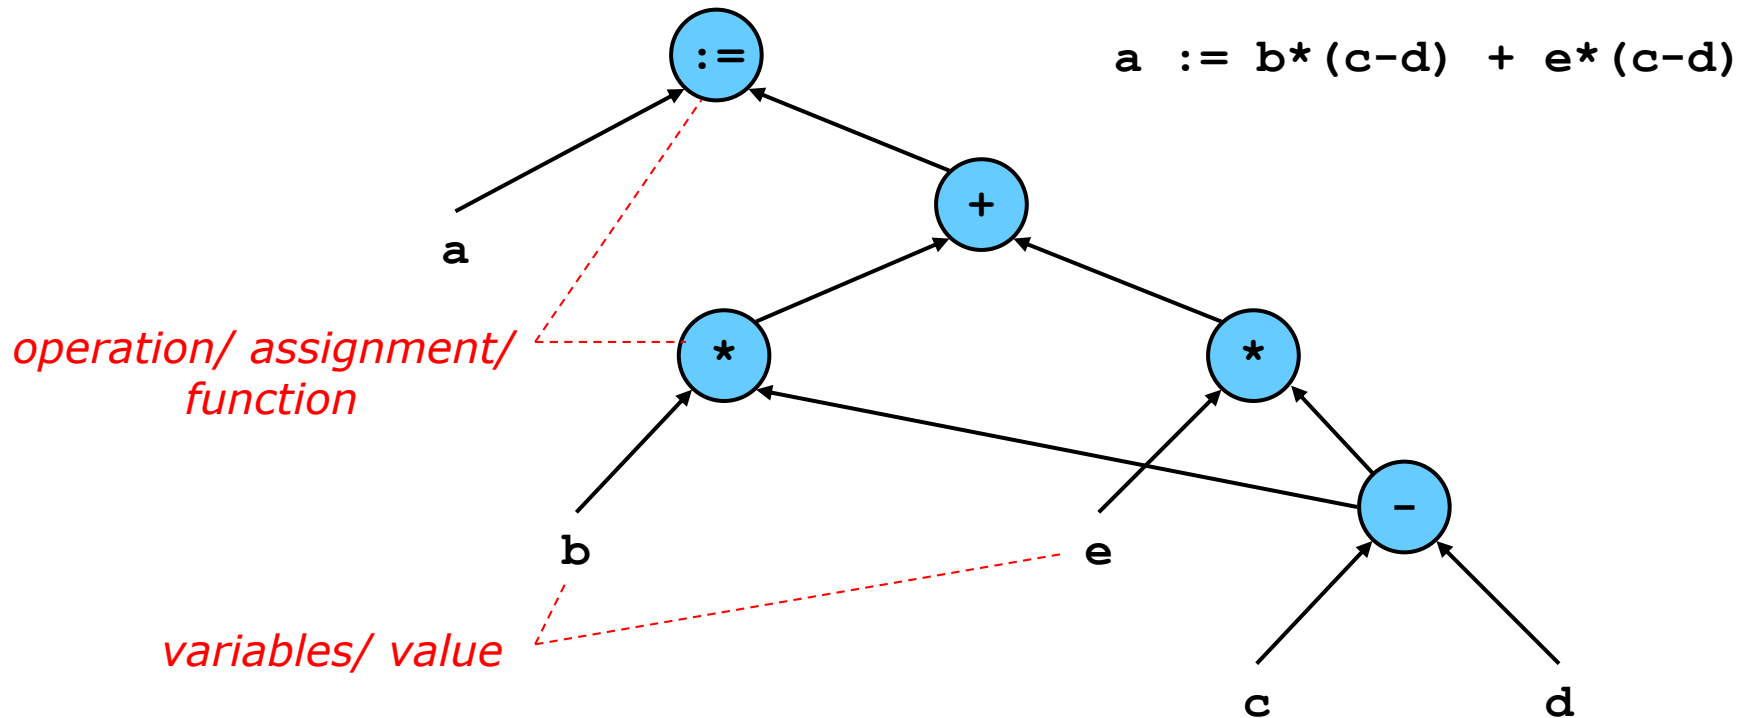 :=
a := b*(c-d) + e*(c-d)
+
a
operation/ assignment/
function
*
*
-
b
e
variables/ value
c
d